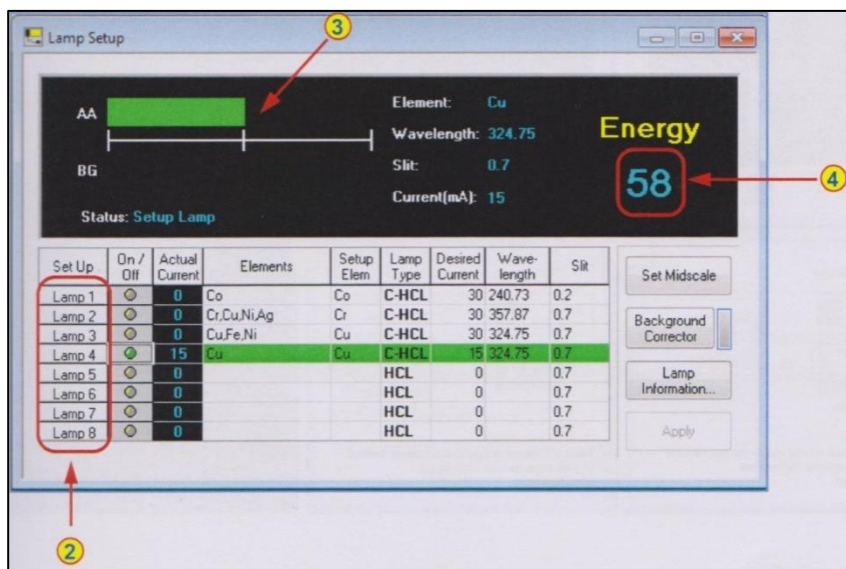 Lamp Setup
3
AA
BG
Status: Setup Lamp
Element: Cu
Wavelength: 324.75
Slit: 0.7
Current(mA): 15
Energy
58
4
Set Up On / Off Actual Current Elements Setup Elem Lamp Type Desired Current Wave- length Slit
Lamp 1 0 Co Co C-HCL 30 240.73 0.2
Lamp 2 0 Cr,Cu,Ni,Ag Cr C-HCL 30 357.87 0.7
Lamp 3 0 Cu,Fe,Ni Cu C-HCL 30 324.75 0.7
Lamp 4 15 Cu Cu C-HCL 15 324.75 0.7
Lamp 5 0 HCL 0 0.7
Lamp 6 0 HCL 0 0.7
Lamp 7 0 HCL 0 0.7
Lamp 8 0 HCL 0 0.7
Set Midscale
Background
Corrector
Lamp
Information...
Apply
2